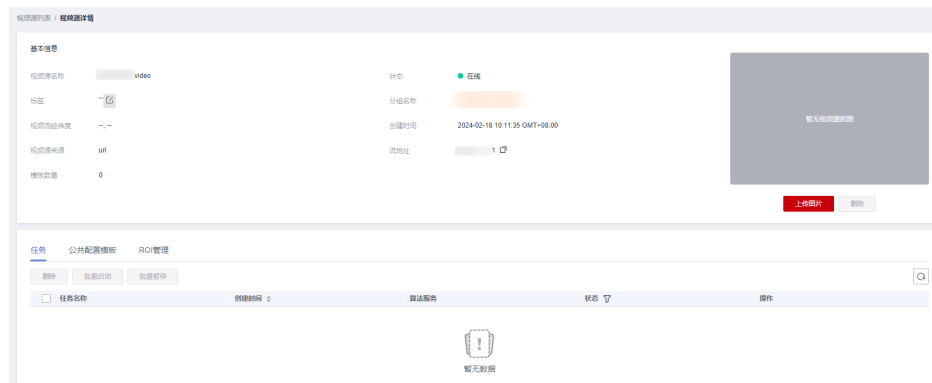 视频源列表 / 视频源详情
基本信息
视频源名称 video 状态 在线
标签 -- 分组名称
视频流经纬度 --, -- 创建时间 2024-02-18 10:11:35 GMT+08:00
视频源来源 url 流地址 1
模板数量 0
暂无视频源截图
上传图片 删除
任务 公共配置模板 ROI管理
删除 批量启动 批量暂停
任务名称 创建时间 算法服务 状态 操作
暂无数据